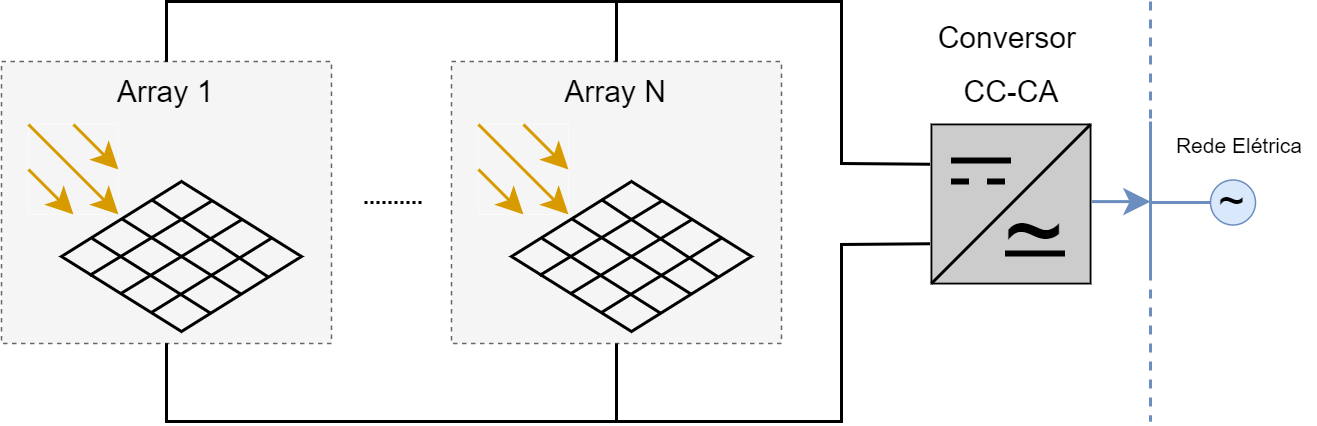 Array 1
Array N
Conversor
CC-CA
Rede Elétrica